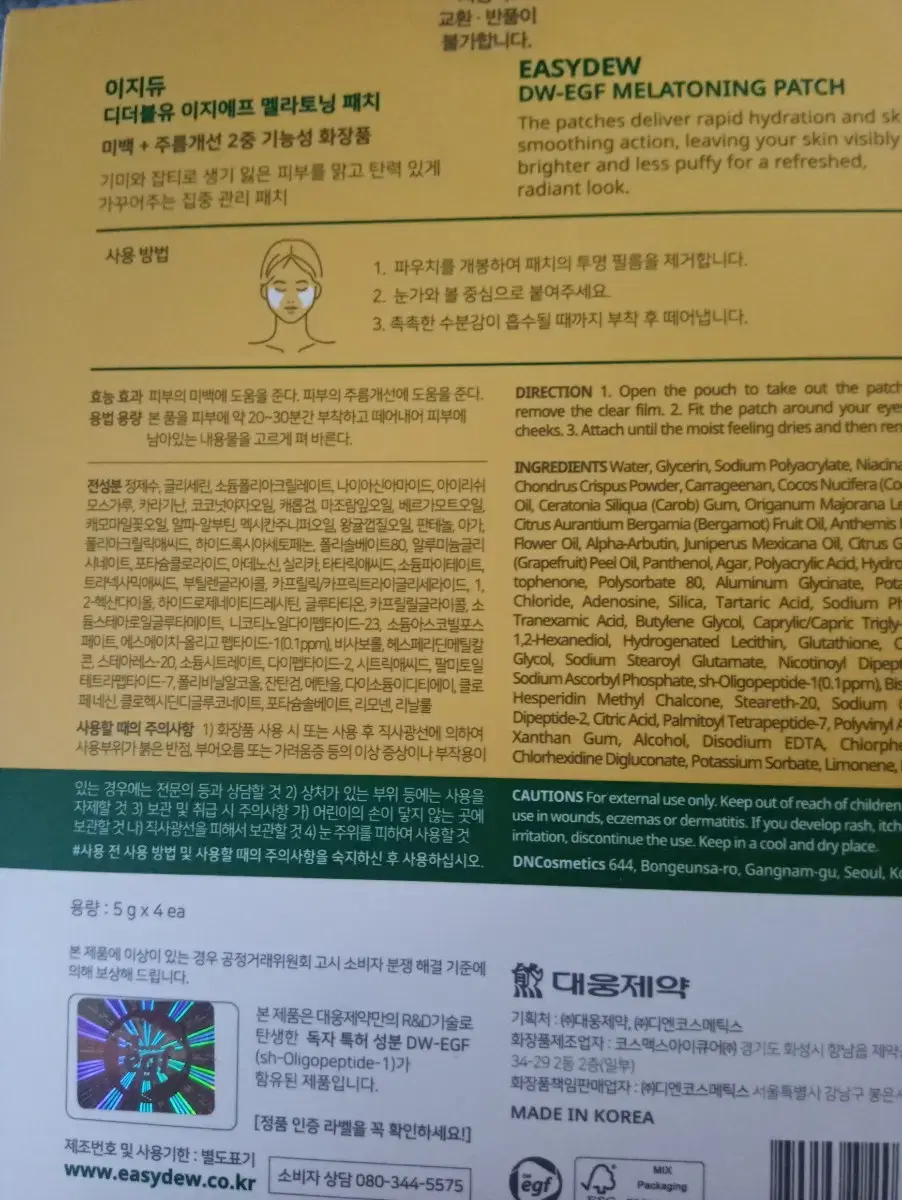 교환·반품이
불가합니다.
이지듀
디더블유 이지에프 멜라토닝 패치
미백 + 주름개선 2중 기능성 화장품
기미와 잡티로 생기 잃은 피부를 맑고 탄력 있게
가꾸어주는 집중 관리 패치
EASYDEW
DW-EGF MELATONING PATCH
The patches deliver rapid hydration and
smoothing action, leaving your skin visibly
brighter and less puffy for a refreshed,
radiant look.
사용 방법
1. 파우치를 개봉하여 패치의 투명 필름을 제거합니다.
2. 눈가와 볼 중심으로 붙여주세요.
3. 촉촉한 수분감이 흡수될 때까지 부착 후 떼어냅니다.
효능 효과 피부의 미백에 도움을 준다. 피부의 주름개선에 도움을 준다.
용법 용량 본 품을 피부에 약 20~30분간 부착하고 떼어내어 피부에
남아있는 내용물을 고르게 펴 바른다.
전성분 정제수, 글리세린, 소듐폴리아크릴레이트, 나이아신아마이드, 아이리쉬
모스가루, 카라기난, 코코넛야자오일, 캐롭검, 마조람잎오일, 베르가모트오일,
캐모마일꽃오일, 알파-알부틴, 멕시칸주니퍼오일, 왕귤껍질오일, 판테놀, 아가,
폴리아크릴릭애씨드, 하이드록시아세토페논, 폴리솔베이트80, 알루미늄글리
시네이트, 포타슘클로라이드, 아데노신, 실리카, 타타릭애씨드, 소듐파이테이트,
트라넥사믹애씨드, 부틸렌글라이콜, 카프릴릭/카프릭트라이글리세라이드, 1,
2-헥산다이올, 하이드로제네이티드레시틴, 글루타티온, 카프릴릴글라이콜, 소
듐스테아로일글루타메이트, 니코티노일다이펩타이드-23, 소듐아스코빌포스
페이트, 에스에이치-올리고펩타이드-1(0.1ppm), 비사보롤, 헤스페리딘메틸칼
콘, 스테아레스-20, 소듐시트레이트, 다이펩타이드-2, 시트릭애씨드, 팔미토일
테트라펩타이드-7, 폴리비닐알코올, 잔탄검, 에탄올, 다이소듐이디티에이, 클로
페네신, 클로헥시딘디글루코네이트, 포타슘솔베이트, 리모넨, 리날룰
사용할 때의 주의사항 1) 화장품 사용 시 또는 사용 후 직사광선에 의하여
사용부위가 붉은 반점, 부어오름 또는 가려움증 등의 이상 증상이나 부작용이
있는 경우에는 전문의 등과 상담할 것 2) 상처가 있는 부위 등에는 사용을
자제할 것 3) 보관 및 취급 시 주의사항 가) 어린이의 손이 닿지 않는 곳에
보관할 것 나) 직사광선을 피해서 보관할 것 4) 눈 주위를 피하여 사용할 것
#사용 전 사용 방법 및 사용할 때의 주의사항을 숙지하신 후 사용하십시오.
DIRECTION 1. Open the pouch to take out the patch
remove the clear film. 2. Fit the patch around your eye
cheeks. 3. Attach until the moist feeling dries and then
INGREDIENTS Water, Glycerin, Sodium Polyacrylate,
Chondrus Crispus Powder, Carrageenan, Cocos Nucifera
Oil, Ceratonia Siliqua (Carob) Gum, Origanum Majorana
Citrus Aurantium Bergamia (Bergamot) Fruit Oil, Anthemis
Flower Oil, Alpha-Arbutin, Juniperus Mexicana Oil, Citrus
(Grapefruit) Peel Oil, Panthenol, Agar, Polyacrylic Acid,
tophenone, Polysorbate 80, Aluminum Glycinate,
Chloride, Adenosine, Silica, Tartaric Acid, Sodium
Tranexamic Acid, Butylene Glycol, Caprylic/Capric Trigly-
1,2-Hexanediol, Hydrogenated Lecithin, Glutathione,
Glycol, Sodium Stearoyl Glutamate, Nicotinoyl
Sodium Ascorbyl Phosphate, sh-Oligopeptide-1(0.1ppm),
Hesperidin Methyl Chalcone, Steareth-20, Sodium
Dipeptide-2, Citric Acid, Palmitoyl Tetrapeptide-7, Polyvinyl
Xanthan Gum, Alcohol, Disodium EDTA,
Chlorhexidine Digluconate, Potassium Sorbate, Limonene,
CAUTIONS For external use only. Keep out of reach of children
use in wounds, eczemas or dermatitis. If you develop rash,
irritation, discontinue the use. Keep in a cool and dry place.
DNCosmetics 644, Bongeunsa-ro, Gangnam-gu, Seoul,
용량 : 5 g x 4 ea
본 제품에 이상이 있는 경우 공정거래위원회 고시 소비자 분쟁 해결 기준에
의해 보상해 드립니다.
본 제품은 대웅제약만의 R&D기술로
탄생한 독자 특허 성분 DW-EGF
(sh-Oligopeptide-1)가
함유된 제품입니다.
[정품 인증 라벨을 꼭 확인하세요!]
제조번호 및 사용기한 : 별도표기
www.easydew.co.kr
소비자 상담 080-344-5575
熊 대웅제약
기획처 : ㈜대웅제약, ㈜디엔코스메틱스
화장품제조업자 : 코스맥스아이큐어㈜ 경기도 화성시 향남읍
34-29 2동 2층(일부)
화장품책임판매업자 : ㈜디엔코스메틱스 서울특별시 강남구
MADE IN KOREA
egf
MIX
Packaging